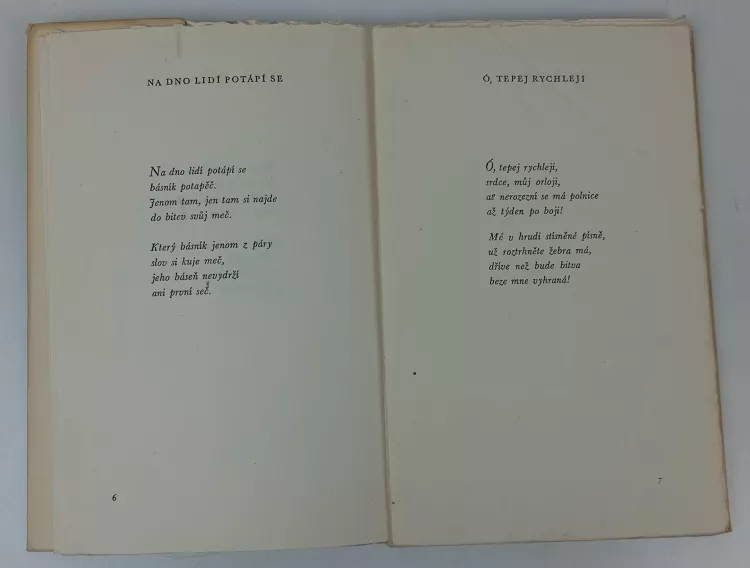 NA DNO LIDÍ POTÁPÍ SE
Na dno lidí potápí se
básník potapěč.
Jenom tam, jen tam si najde
do bitev svůj meč.
Který básník jenom z páry
slov si kuje meč,
jeho báseň nevydrží
ani první seč.
6
Ó, TEPEJ RYCHLEJI
Ó, tepej rychleji,
srdce, můj orloji,
ať nerozezní se má polnice
až týden po boji!
Mé v hrudi stísněné písně,
už roztrhněte žebra má,
dříve než bude bitva
beze mne vyhraná!
7